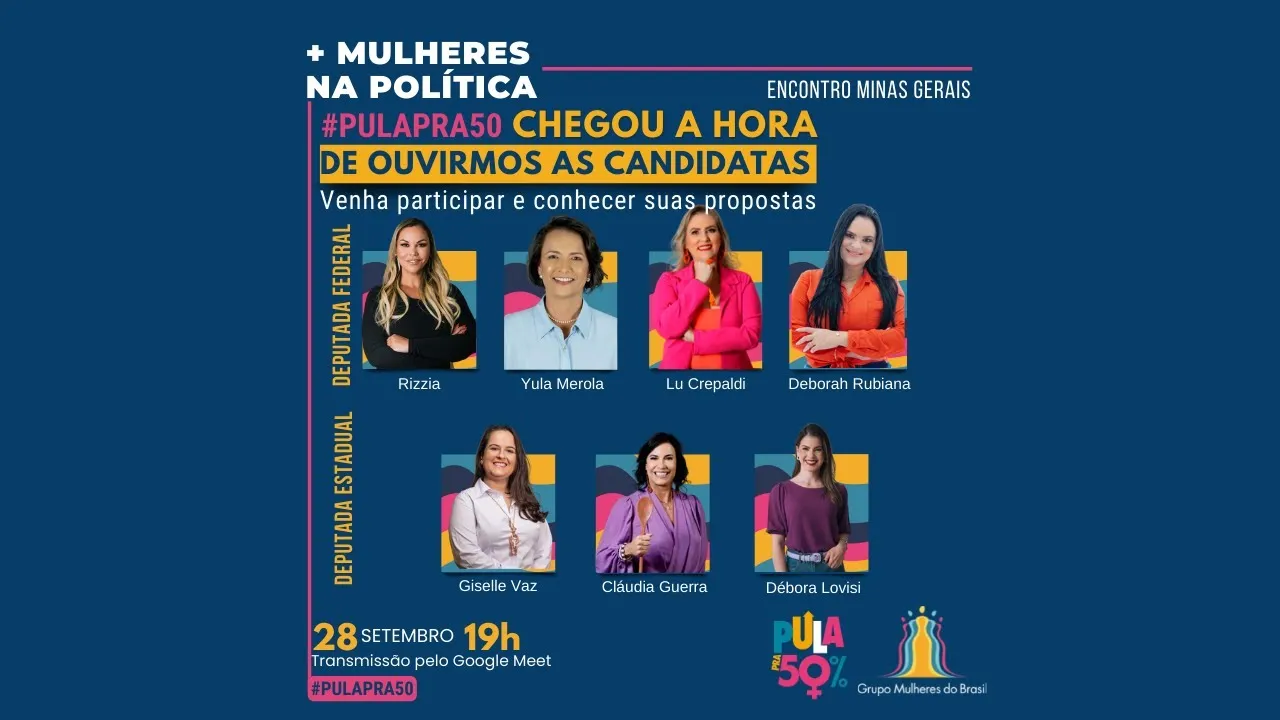 + MULHERES
NA POLÍTICA
ENCONTRO MINAS GERAIS
#PULAPRA50 CHEGOU A HORA
DE OUVIRMOS AS CANDIDATAS
Venha participar e conhecer suas propostas
DEPUTADA FEDERAL
Rizzia
Yula Merola
Lu Crepaldi
Deborah Rubiana
DEPUTADA ESTADUAL
Giselle Vaz
Cláudia Guerra
Débora Lovisi
28 SETEMBRO 19h
Transmissão pelo Google Meet
#PULAPRA50
PULA
PRA 50%
Grupo Mulheres do Brasil